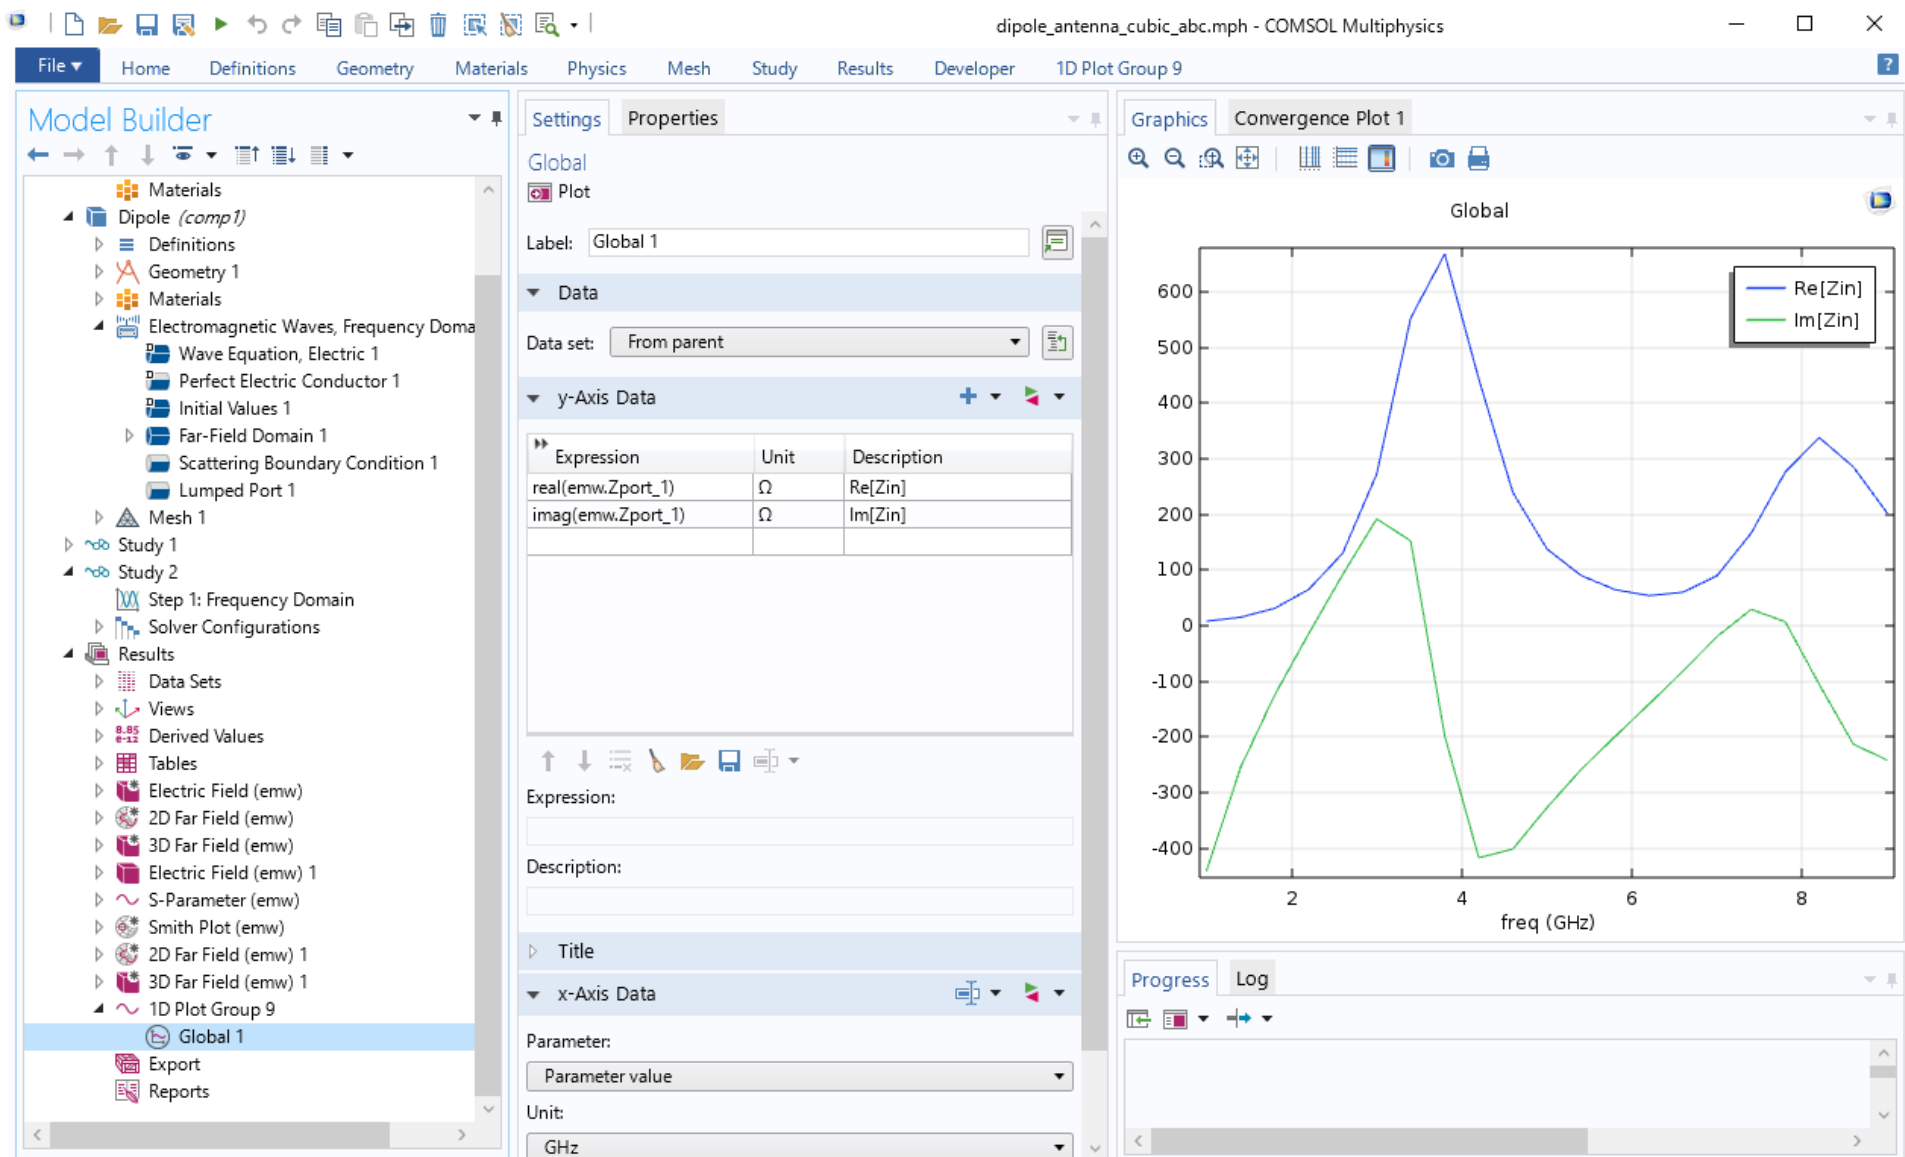 dipole_antenna_cubic_abc.mph - COMSOL Multiphysics
File Home Definitions Geometry Materials Physics Mesh Study Results Developer 1D Plot Group 9 ?
Model Builder
Materials
Dipole (comp1)
Definitions
Geometry 1
Materials
Electromagnetic Waves, Frequency Doma
Wave Equation, Electric 1
Perfect Electric Conductor 1
Initial Values 1
Far-Field Domain 1
Scattering Boundary Condition 1
Lumped Port 1
Mesh 1
Study 1
Study 2
Step 1: Frequency Domain
Solver Configurations
Results
Data Sets
Views
8.85
e-12 Derived Values
Tables
Electric Field (emw)
2D Far Field (emw)
3D Far Field (emw)
Electric Field (emw) 1
S-Parameter (emw)
Smith Plot (emw)
2D Far Field (emw) 1
3D Far Field (emw) 1
1D Plot Group 9
Global 1
Export
Reports
Settings Properties
Global
Plot
Label: Global 1
Data
Data set: From parent
y-Axis Data
Expression Unit Description
real(emw.Zport_1) Ω Re[Zin]
imag(emw.Zport_1) Ω Im[Zin]
Expression:
Description:
Title
x-Axis Data
Parameter:
Parameter value
Unit:
GHz
Graphics Convergence Plot 1
Global
Re[Zin]
Im[Zin]
600
500
400
300
200
100
0
-100
-200
-300
-400
2 4 6 8
freq (GHz)
Progress Log